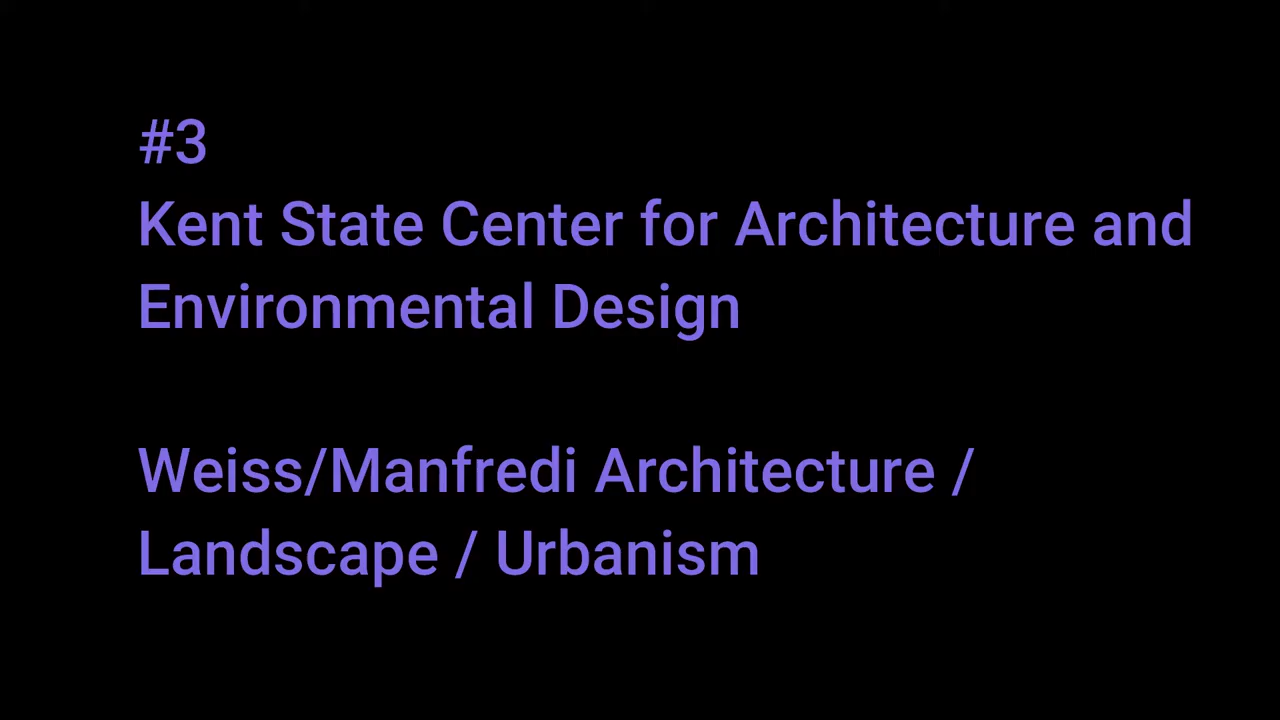 #3
Kent State Center for Architecture and
Environmental Design
Weiss/Manfredi Architecture /
Landscape / Urbanism